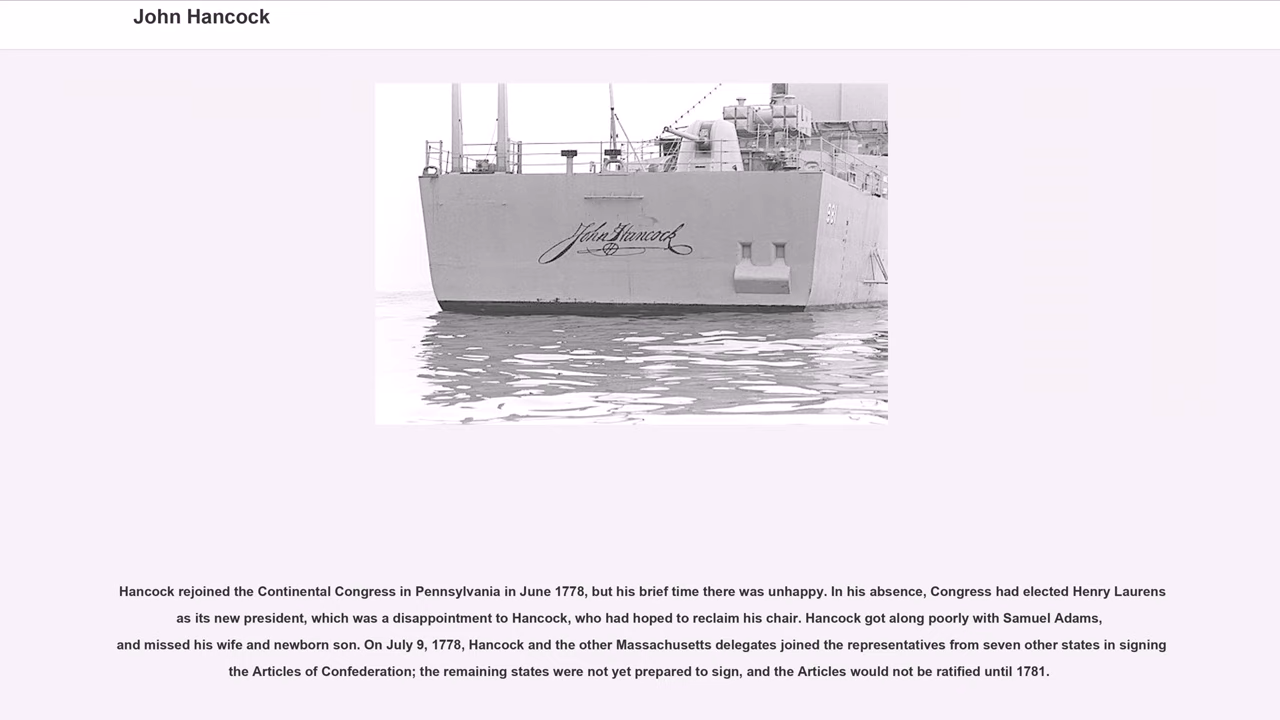 John Hancock
John Hancock
981
Hancock rejoined the Continental Congress in Pennsylvania in June 1778, but his brief time there was unhappy. In his absence, Congress had elected Henry Laurens
as its new president, which was a disappointment to Hancock, who had hoped to reclaim his chair. Hancock got along poorly with Samuel Adams,
and missed his wife and newborn son. On July 9, 1778, Hancock and the other Massachusetts delegates joined the representatives from seven other states in signing
the Articles of Confederation; the remaining states were not yet prepared to sign, and the Articles would not be ratified until 1781.